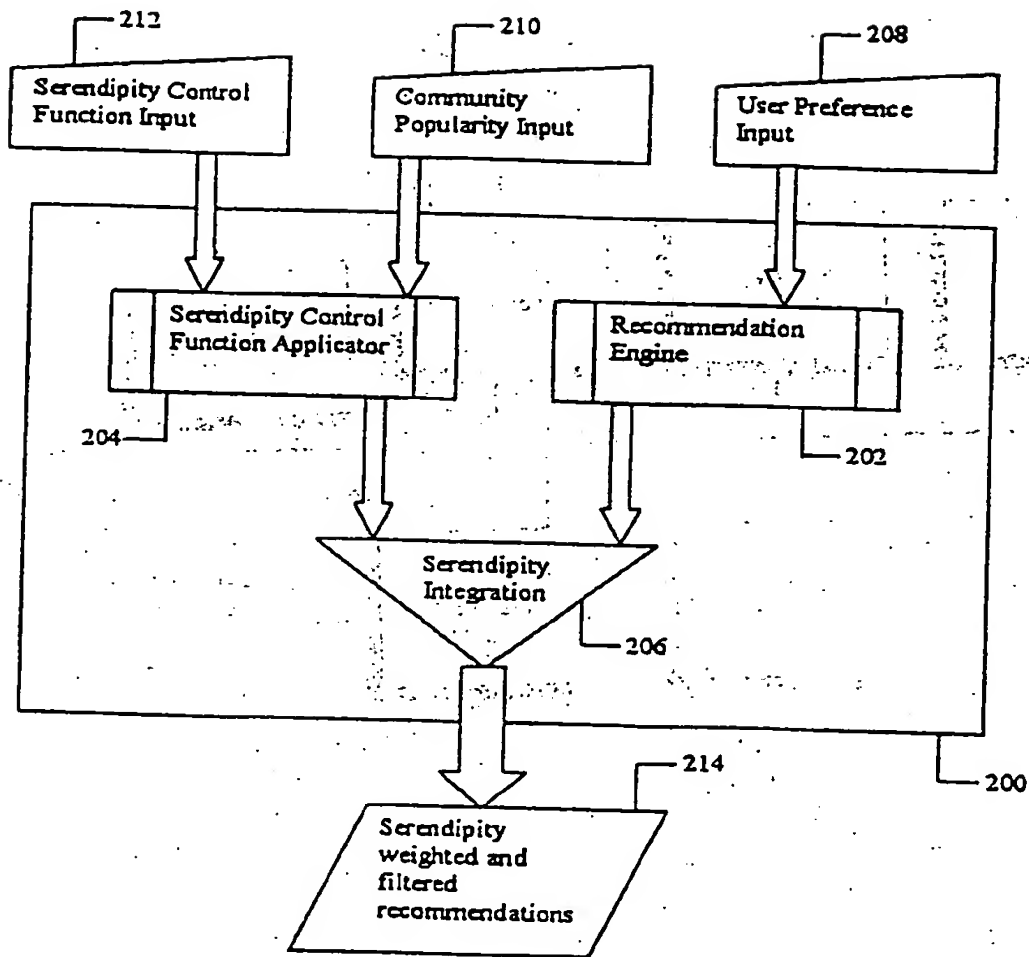 212
210
208
Serendipity Control
Function Input
Community
Popularity Input
User Preference
Input
Serendipity Control
Function Applicator
Recommendation
Engine
204
202
Serendipity
Integration
206
200
214
Serendipity
weighted and
filtered
recommendations